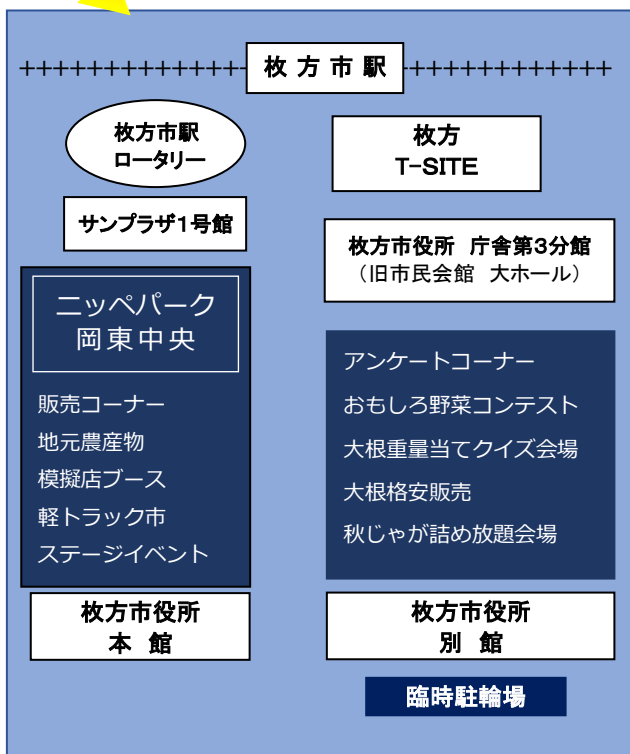 枚方市駅
枚方市駅
ロータリー
サンプラザ1号館
ニッペパーク
岡東中央
販売コーナー
地元農産物
模擬店ブース
軽トラック市
ステージイベント
枚方市役所
本 館
枚方
T-SITE
枚方市役所 庁舎第3分館
（旧市民会館 大ホール）
アンケートコーナー
おもしろ野菜コンテスト
大根重量当てクイズ会場
大根格安販売
秋じゃが詰め放題会場
枚方市役所
別 館
臨時駐輪場